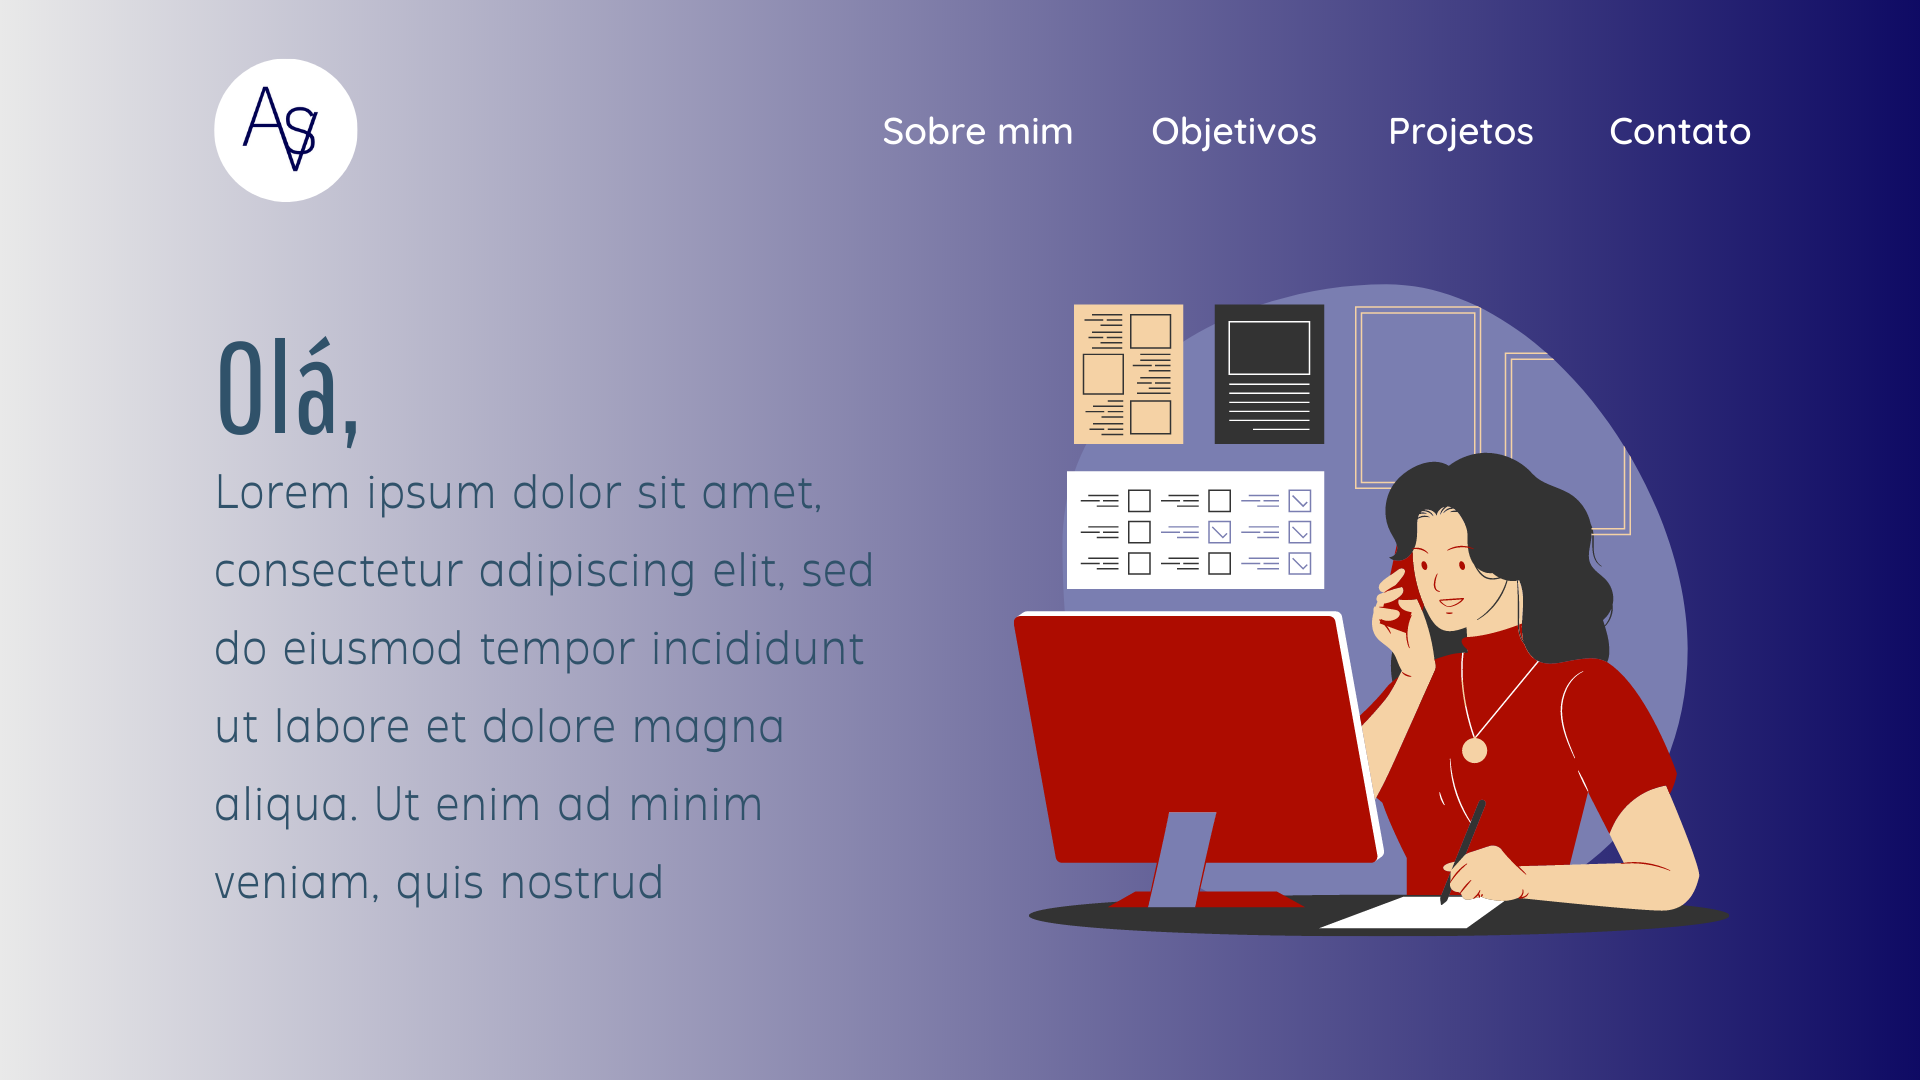 ASV
Sobre mim Objetivos Projetos Contato
Olá,
Lorem ipsum dolor sit amet,
consectetur adipiscing elit, sed
do eiusmod tempor incididunt
ut labore et dolore magna
aliqua. Ut enim ad minim
veniam, quis nostrud